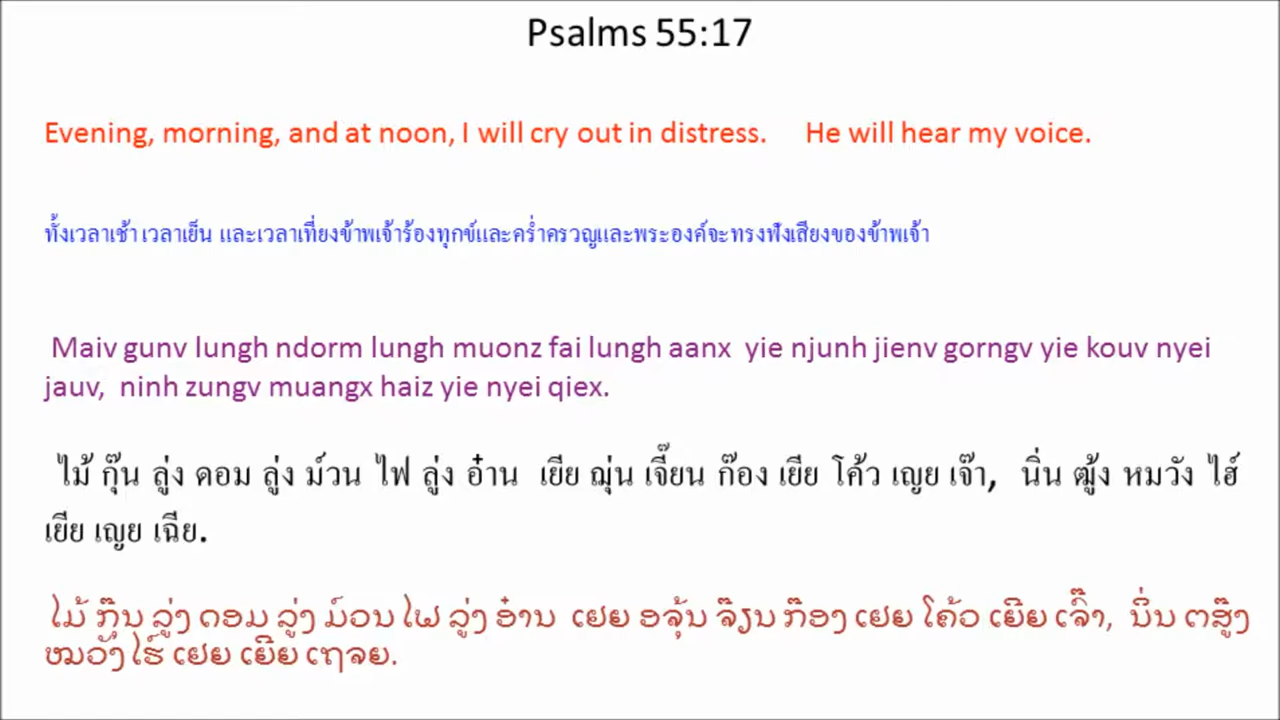 Psalms 55:17
Evening, morning, and at noon, I will cry out in distress. He will hear my voice.
ทั้งเวลาเช้า เวลาเย็น และเวลาเที่ยงข้าพเจ้าร้องทุกข์และคร่ำครวญและพระองค์จะทรงฟังเสียงของข้าพเจ้า
Maiv gunv lungh ndorm lungh muonz fai lungh aanx yie njunh jienv gorngv yie kouv nyei
jauv, ninh zungv muangx haiz yie nyei qiex.
ไม้ กุ๊น ลู่ง ดอม ลู่ง ม์วน ไฟ ลู่ง อ๋าน เยีย ฌุ่น เจี๊ยน ก๊อง เยีย โค้ว เญย เจ๊า, นิ่น ฒู้ง หมวัง ไฮ์
เยีย เญย เฉีย.
ໄມ້ ກຸ໊ນ ລູ່ງ ດອມ ລູ່ງ ມ໌ວນ ໄຟ ລູ່ງ ອ໋ານ ເຢຍ ອຈຸ້ນ ຈ໊ຽນ ກ໊ອງ ເຢຍ ໂຄ້ວ ເຍີຍ ເຈົ໊າ, ນິ່ນ ຕສູ໊ງ
ຫມວັ້ງ ໄຮ໌ ເຢຍ ເຍີຍ ເຖຈຍ.